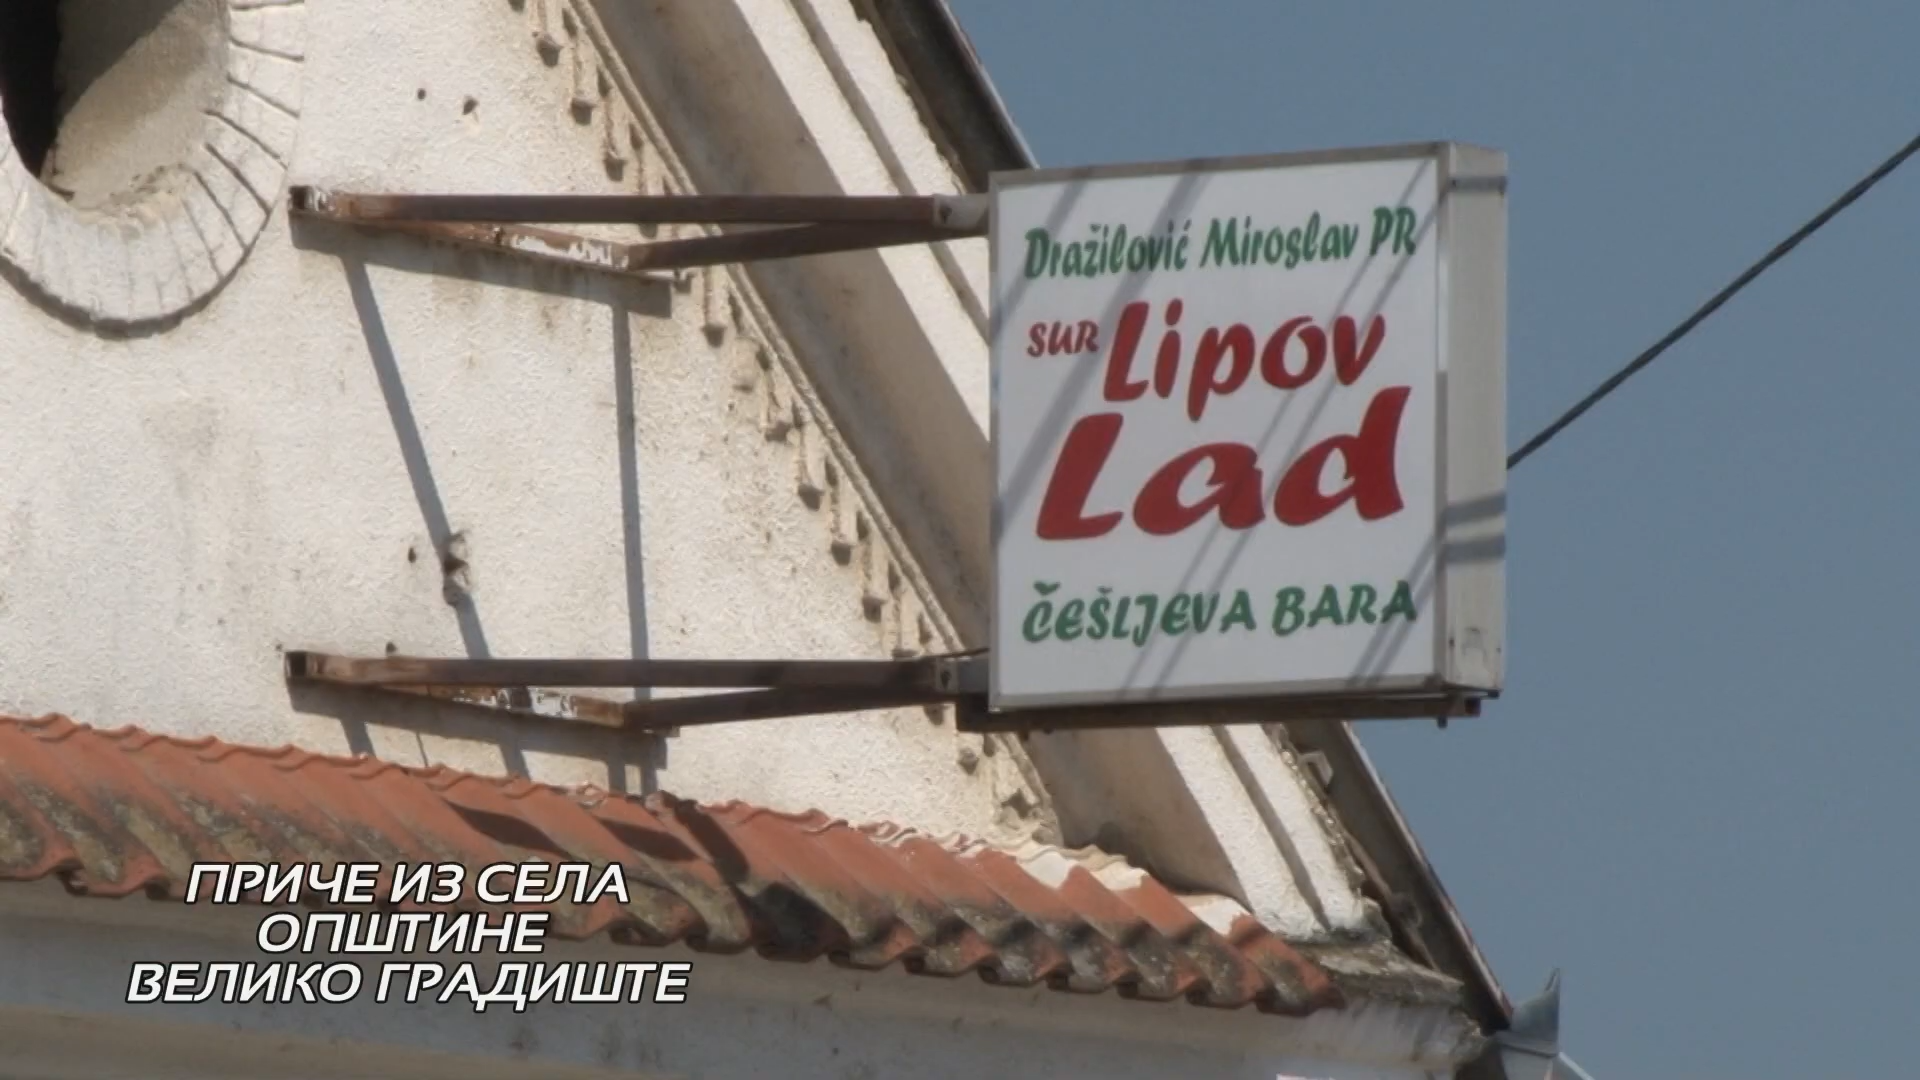 Dražilović Miroslav PR
SUR Lipov
Lad
ČEŠLJEVA BARA
ПРИЧЕ ИЗ СЕЛА
ОПШТИНЕ
ВЕЛИКО ГРАДИШТЕ